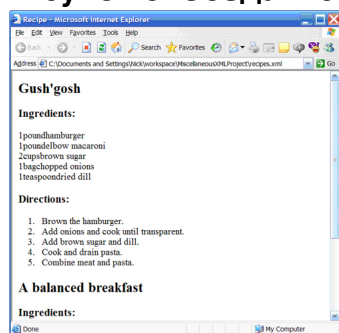 Recipe - Microsoft Internet Explorer
File Edit View Favorites Tools Help
Back Search Favorites
Address C:\Documents and Settings\Nick\workspace\MiscellaneousXMLProject\recipes.xml Go
Gush'gosh
Ingredients:
1poundhamburger
1poundelbow macaroni
2cupsbrown sugar
1bagchopped onions
1teaspoondried dill
Directions:
1. Brown the hamburger.
2. Add onions and cook until transparent.
3. Add brown sugar and dill.
4. Cook and drain pasta.
5. Combine meat and pasta.
A balanced breakfast
Ingredients:
Done My Computer